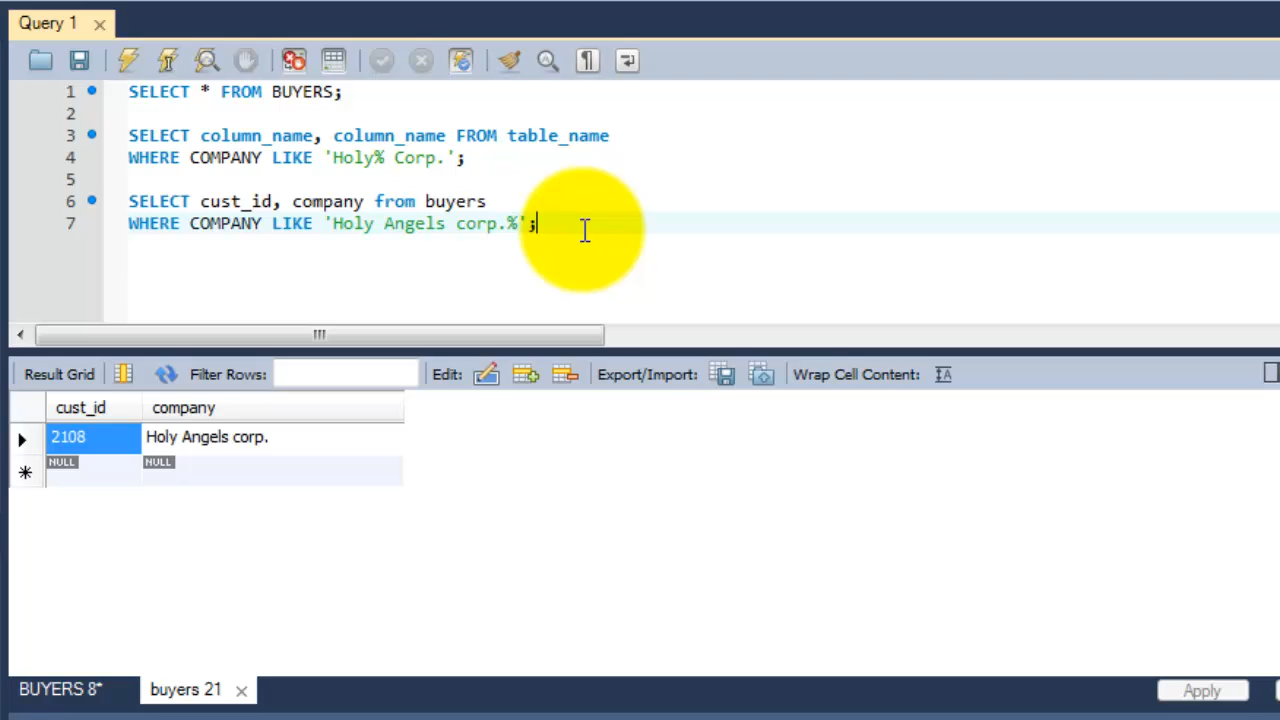 Query 1
1 SELECT * FROM BUYERS;
2
3 SELECT column_name, column_name FROM table_name
4 WHERE COMPANY LIKE 'Holy% Corp.';
5
6 SELECT cust_id, company from buyers
7 WHERE COMPANY LIKE 'Holy Angels corp.%';
Result Grid Filter Rows: Edit: Export/Import: Wrap Cell Content: IA
cust_id company
2108 Holy Angels corp.
NULL NULL
BUYERS 8* buyers 21
Apply